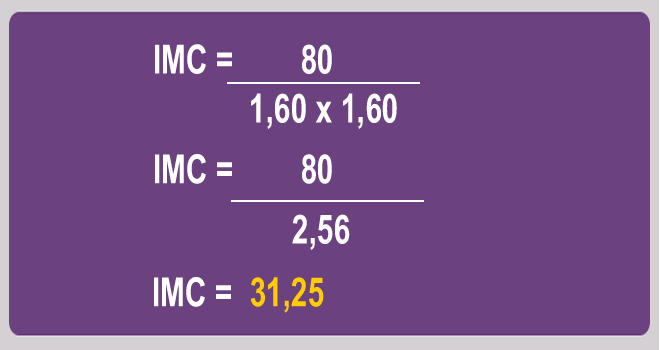 IMC = 80
1,60 x 1,60
IMC = 80
2,56
IMC = 31,25